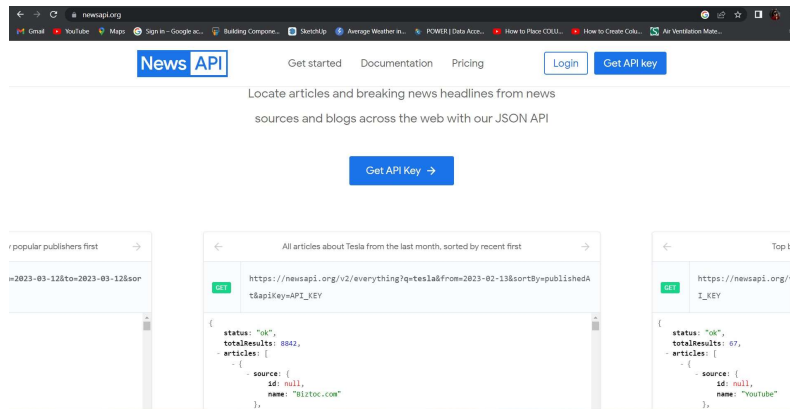 newsapi.org
Gmail YouTube Maps Sign in – Google ac... Building Compone... SketchUp Average Weather in... POWER | Data Acce... How to Place COLU... How to Create Colu... Air Ventilation Mate...
News API Get started Documentation Pricing Login Get API key
Locate articles and breaking news headlines from news
sources and blogs across the web with our JSON API
Get API Key →
y popular publishers first →
=2023-03-12&to=2023-03-12&sor
← All articles about Tesla from the last month, sorted by recent first →
GET https://newsapi.org/v2/everything?q=tesla&from=2023-02-13&sortBy=publishedA
t&apiKey=API_KEY
{
status: "ok",
totalResults: 8842,
- articles: [
- {
- source: {
id: null,
name: "Biztoc.com"
},
← Top b
GET https://newsapi.org/v
I_KEY
{
status: "ok",
totalResults: 67,
- articles: [
- {
- source: {
id: null,
name: "YouTube"
},